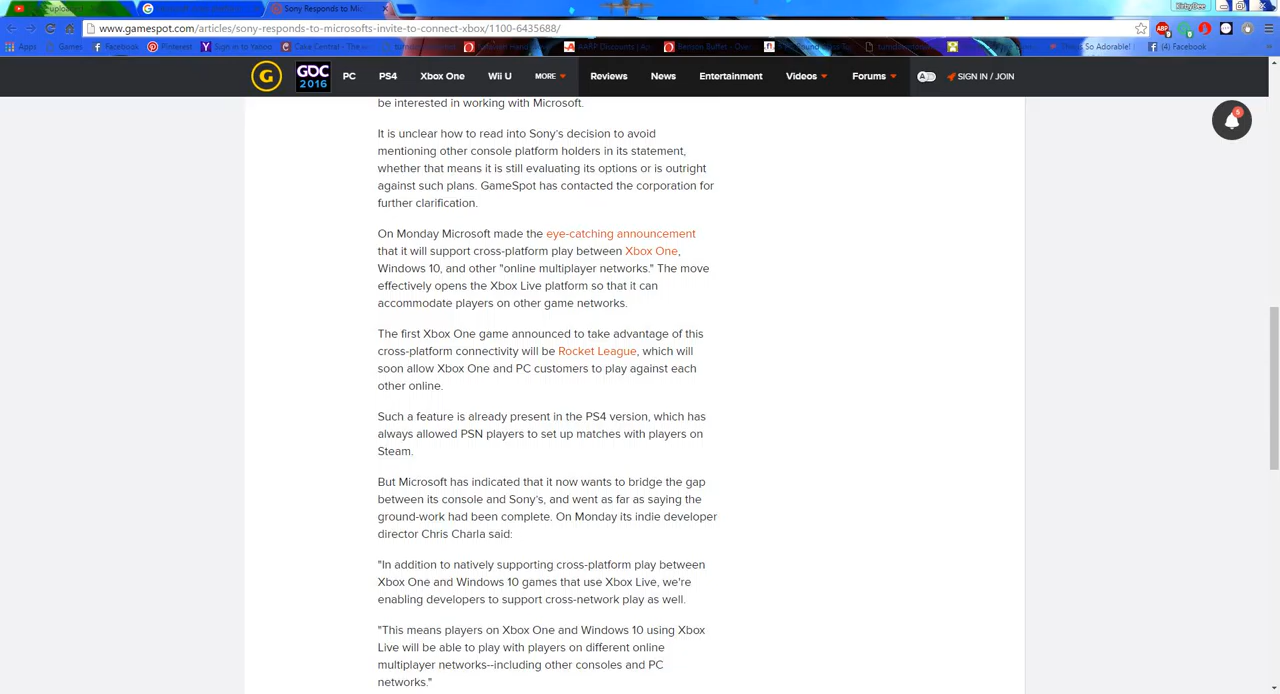 Sony Responds to Mic
KirbyDee
www.gamespot.com/articles/sony-responds-to-microsofts-invite-to-connect-xbox/1100-6435688/
Apps Games Facebook Pinterest Sign in to Yahoo Cake Central - The AARP Discounts Benson Buffet - Over So Adorable! (4) Facebook
G GDC 2016 PC PS4 Xbox One Wii U MORE Reviews News Entertainment Videos Forums SIGN IN / JOIN
5
be interested in working with Microsoft.
It is unclear how to read into Sony's decision to avoid
mentioning other console platform holders in its statement,
whether that means it is still evaluating its options or is outright
against such plans. GameSpot has contacted the corporation for
further clarification.
On Monday Microsoft made the eye-catching announcement
that it will support cross-platform play between Xbox One,
Windows 10, and other "online multiplayer networks." The move
effectively opens the Xbox Live platform so that it can
accommodate players on other game networks.
The first Xbox One game announced to take advantage of this
cross-platform connectivity will be Rocket League, which will
soon allow Xbox One and PC customers to play against each
other online.
Such a feature is already present in the PS4 version, which has
always allowed PSN players to set up matches with players on
Steam.
But Microsoft has indicated that it now wants to bridge the gap
between its console and Sony's, and went as far as saying the
ground-work had been complete. On Monday its indie developer
director Chris Charla said:
"In addition to natively supporting cross-platform play between
Xbox One and Windows 10 games that use Xbox Live, we're
enabling developers to support cross-network play as well.
"This means players on Xbox One and Windows 10 using Xbox
Live will be able to play with players on different online
multiplayer networks--including other consoles and PC
networks."